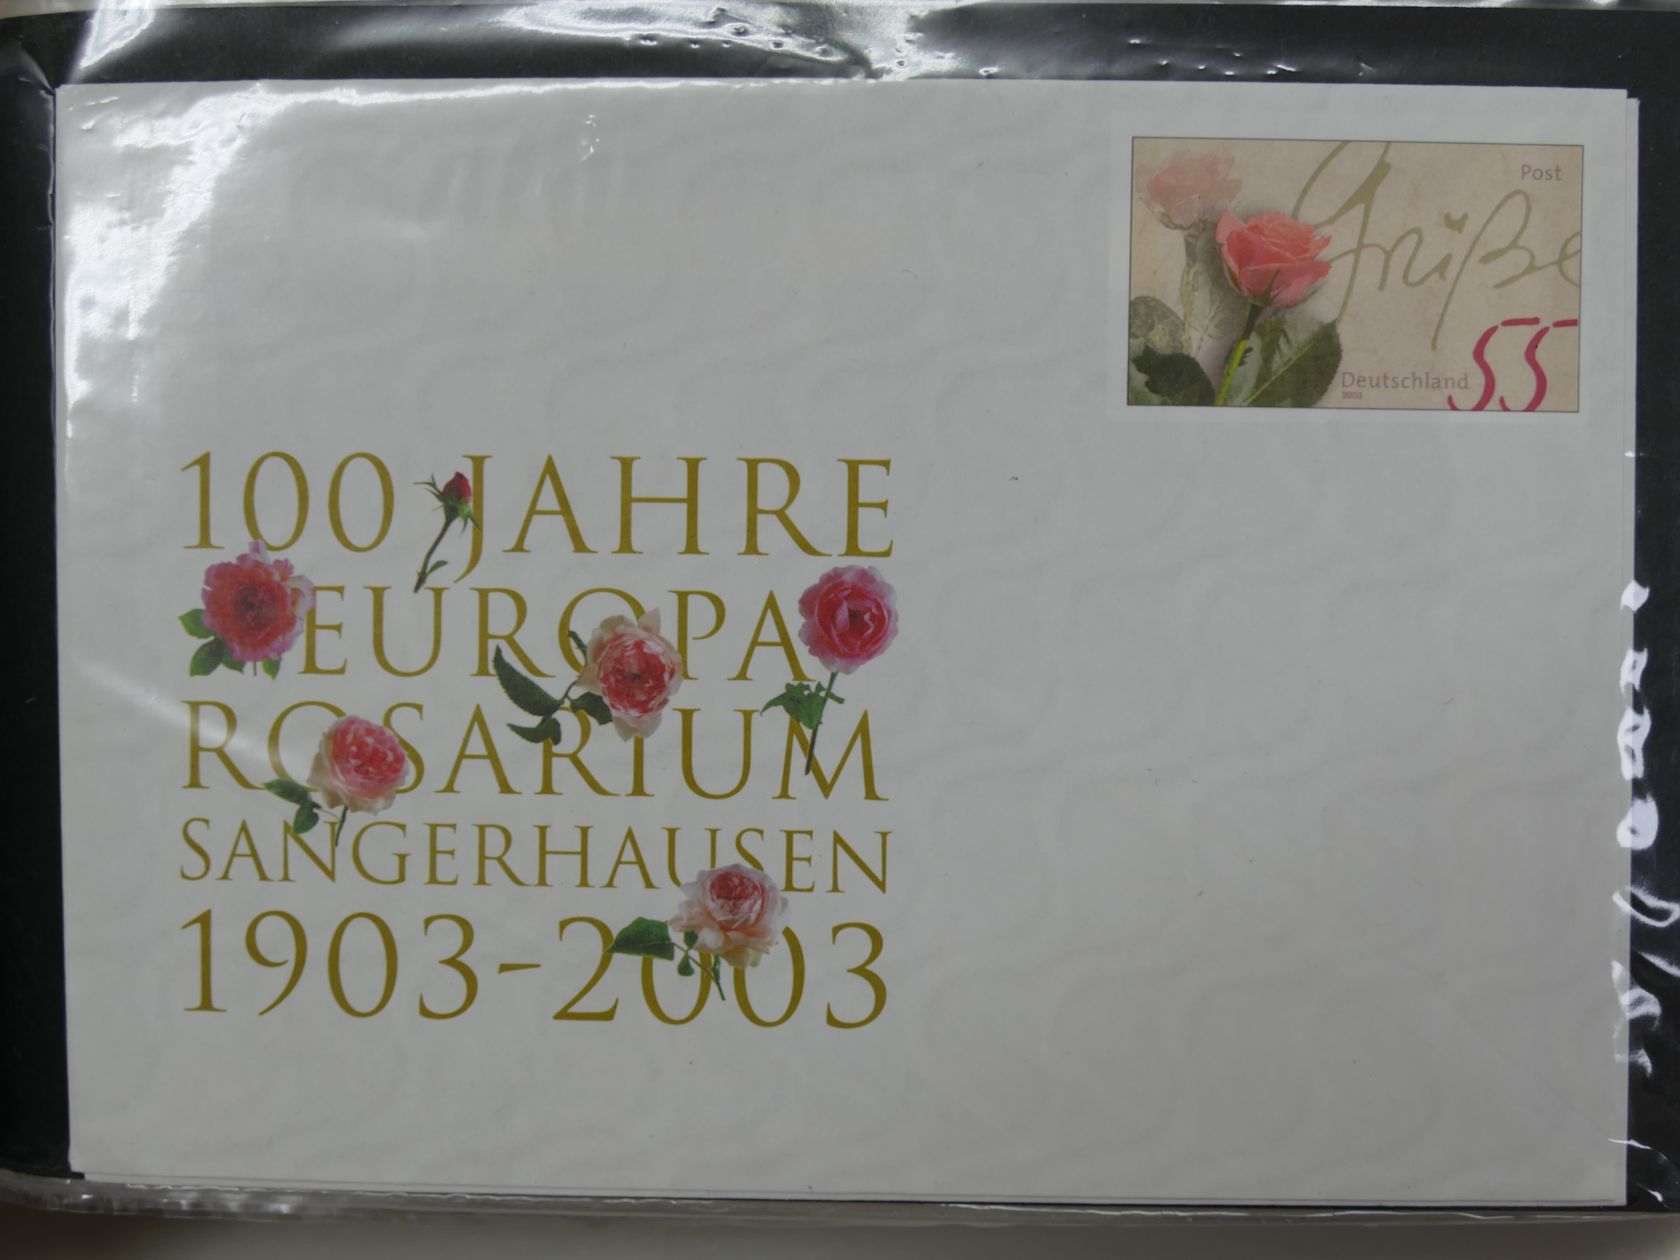 Post
Grüße
Deutschland
2003
55
100 JAHRE
EUROPA
ROSARIUM
SANGERHAUSEN
1903-2003